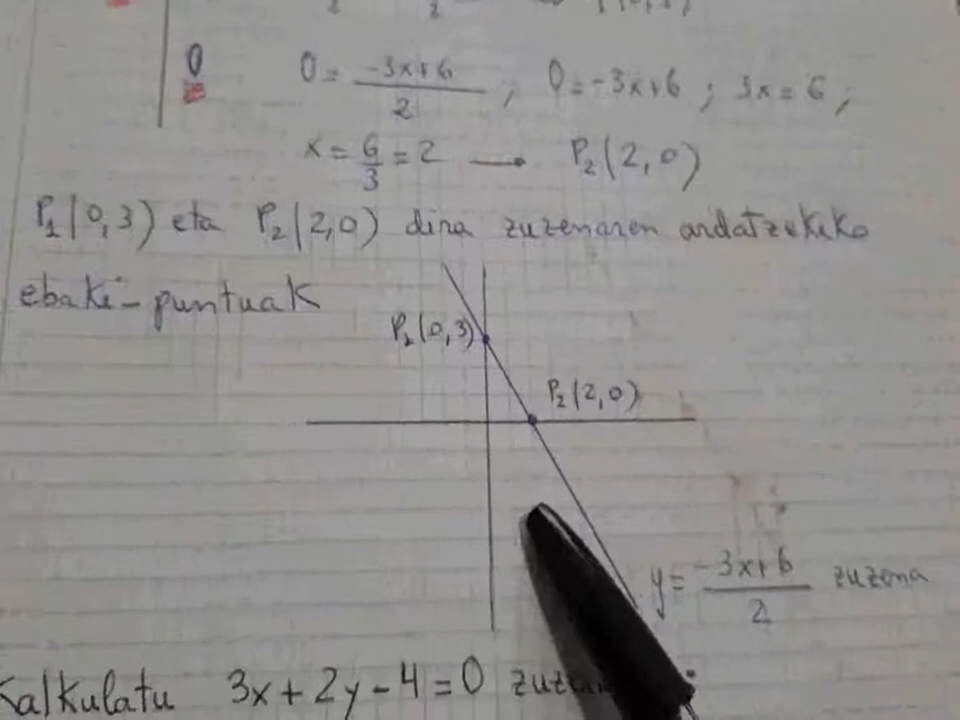 0 0 = -3x+6 / 2 ; 0 = -3x+6 ; 3x = 6 ;
x = 6/3 = 2 → P2(2,0)
P1(0,3) eta P2(2,0) dira zuzenaren ardatzekiko
ebaki-puntuak
P1(0,3)
P2(2,0)
y = -3x+6 / 2 zuzena
Kalkulatu 3x+2y-4=0